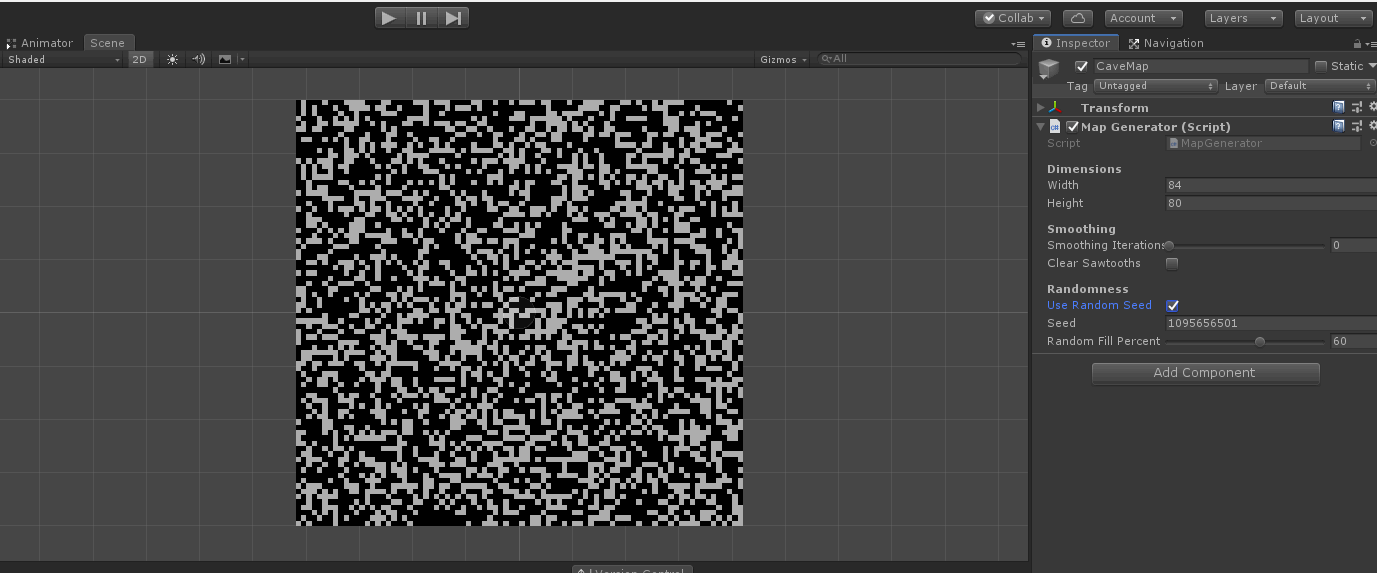 Collab Account Layers Layout
Animator Scene Inspector Navigation
Shaded 2D Gizmos All
CaveMap Static
Tag Untagged Layer Default
Transform
Map Generator (Script)
Script MapGenerator
Dimensions
Width 84
Height 80
Smoothing
Smoothing Iterations 0
Clear Sawtooths
Randomness
Use Random Seed
Seed 1095656501
Random Fill Percent 60
Add Component
Version Control